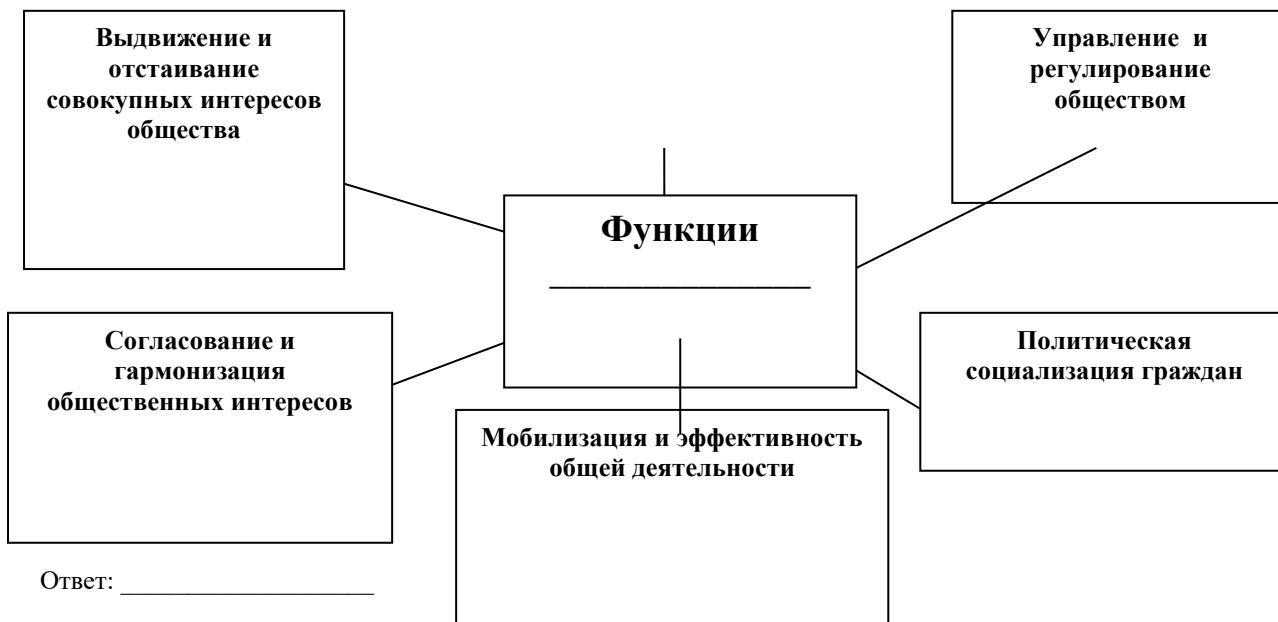 Выдвижение и
отстаивание
совокупных интересов
общества
Управление и
регулирование
обществом
Функции
______________
Согласование и
гармонизация
общественных интересов
Политическая
социализация граждан
Мобилизация и эффективность
общей деятельности
Ответ: ___________________